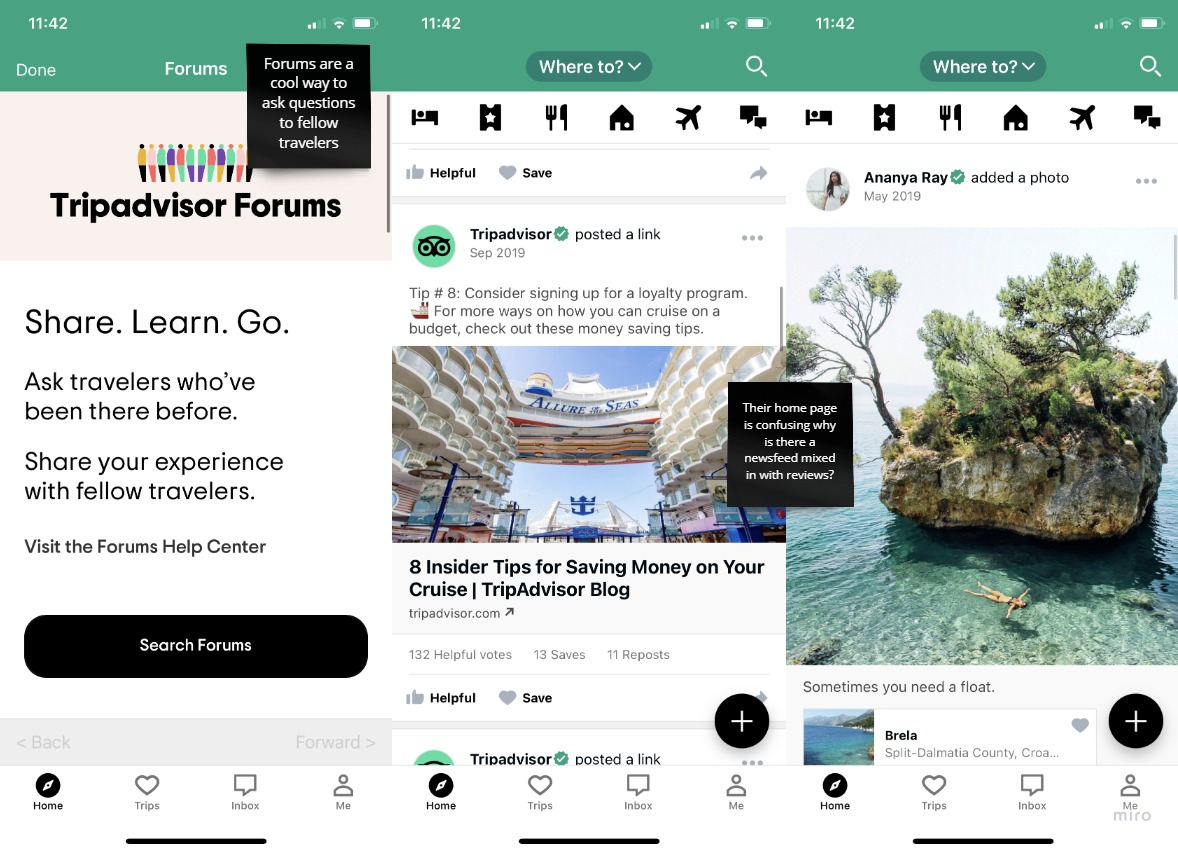 11:42
Done
Forums
Forums are a
cool way to
ask questions
to fellow
travelers
Tripadvisor Forums
Share. Learn. Go.
Ask travelers who've
been there before.
Share your experience
with fellow travelers.
Visit the Forums Help Center
Search Forums
< Back
Forward >
Home
Trips
Inbox
Me
11:42
Where to?
Helpful
Save
Tripadvisor posted a link
Sep 2019
Tip # 8: Consider signing up for a loyalty program.
🚢 For more ways on how you can cruise on a
budget, check out these money saving tips.
ALLURE OF THE SEAS
8 Insider Tips for Saving Money on Your
Cruise | TripAdvisor Blog
tripadvisor.com
132 Helpful votes
13 Saves
11 Reposts
Helpful
Save
Tripadvisor posted a link
Home
Trips
Inbox
Me
Their home page
is confusing why
is there a
newsfeed mixed
in with reviews?
11:42
Where to?
Ananya Ray added a photo
May 2019
Sometimes you need a float.
Brela
Split-Dalmatia County, Croa...
Home
Trips
Inbox
Me
miro